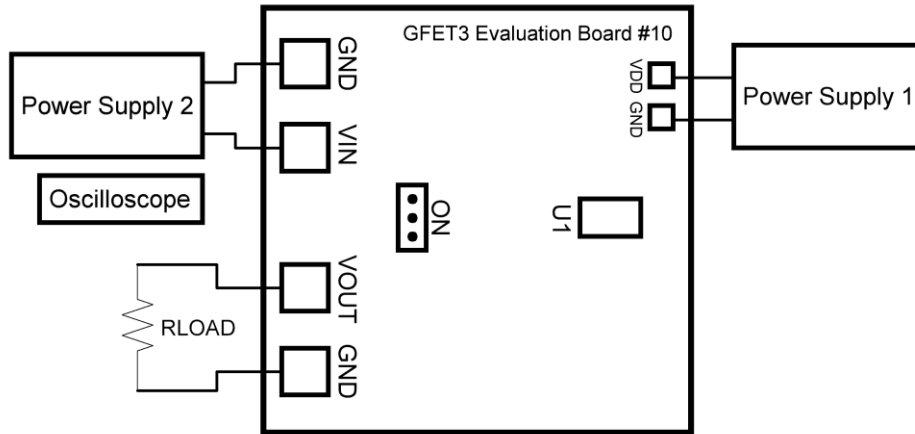 GFET3 Evaluation Board #10
GND
VDD
Power Supply 2
Power Supply 1
GND
VIN
Oscilloscope
ON
U1
VOUT
RLOAD
GND